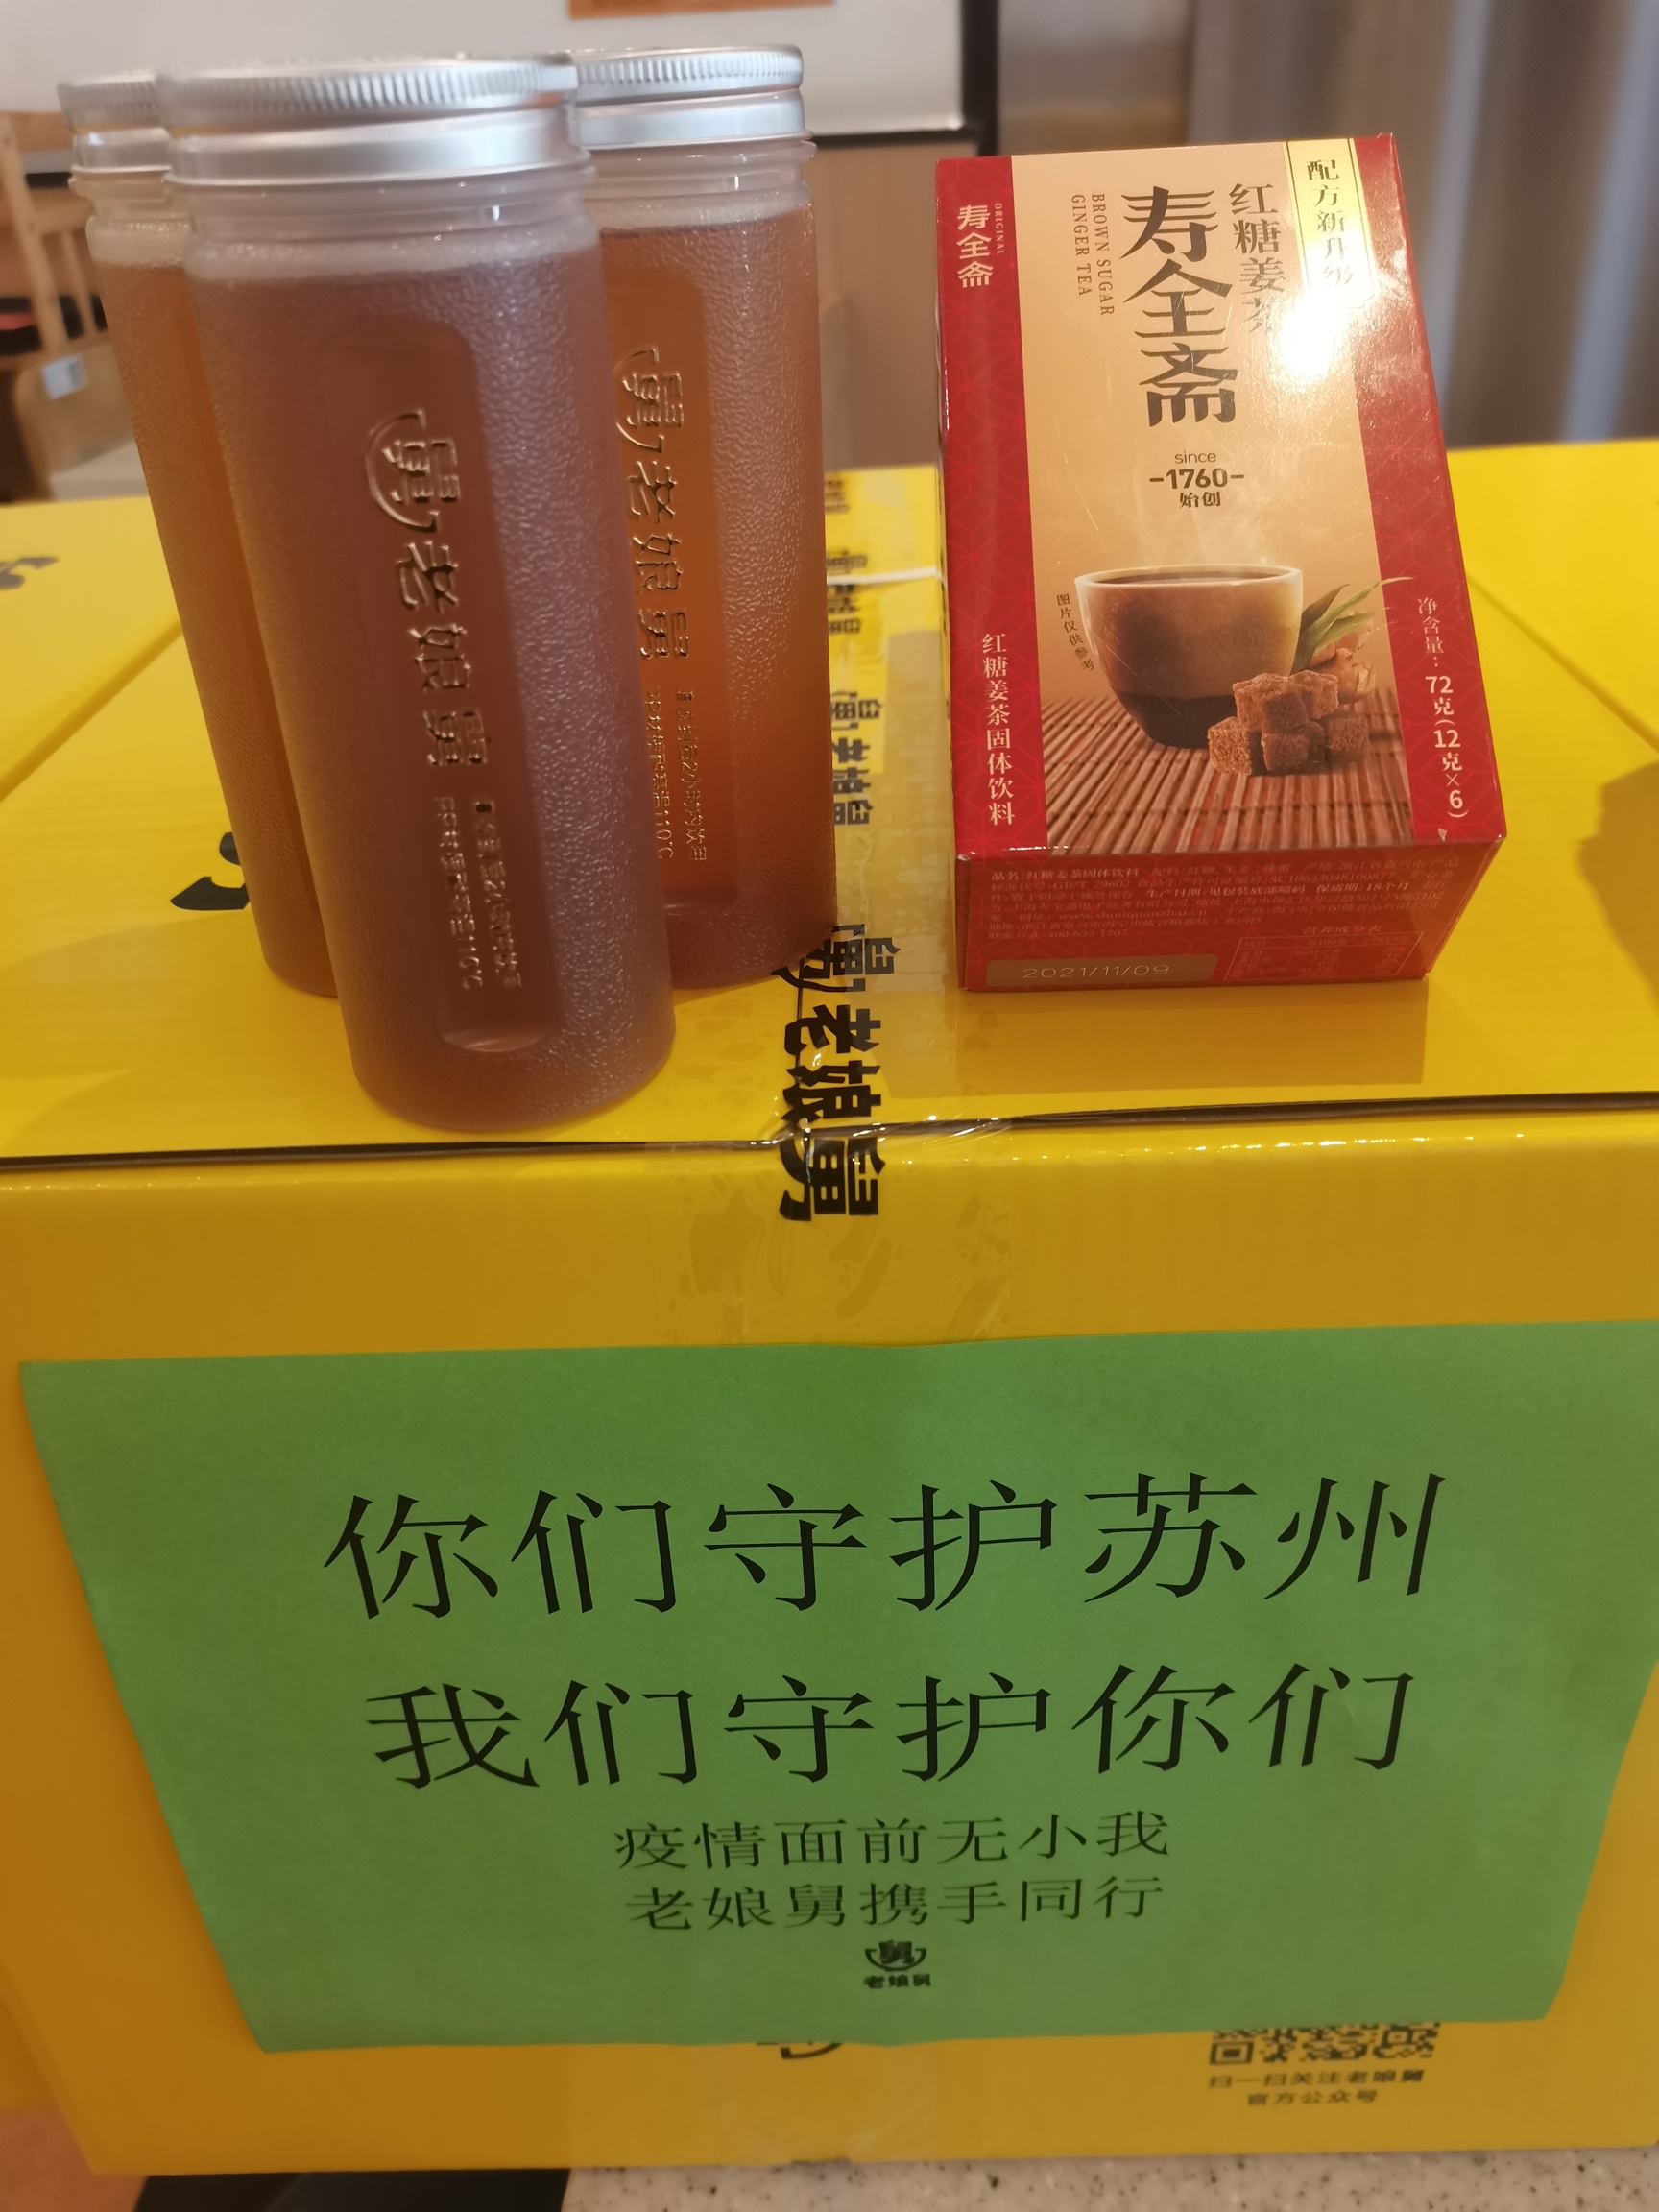 老娘舅
老娘舅
配方新升级
红糖姜茶
寿全斋
BROWN SUGAR
GINGER TEA
ORIGINAL
寿全斋
since
-1760-
始创
图片仅供参考
红糖姜茶固体饮料
净含量：72克(12克×6)
2021/11/09
老娘舅
你们守护苏州
我们守护你们
疫情面前无小我
老娘舅携手同行
舅
老娘舅
扫一扫关注老娘舅
官方公众号